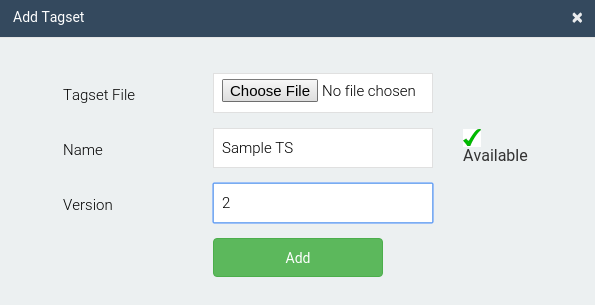 Add Tagset ×
Tagset File Choose File No file chosen
Name Sample TS ✔
Available
Version 2
Add